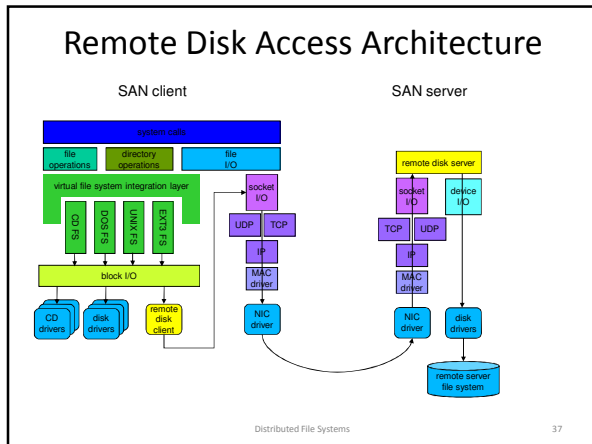 Remote Disk Access Architecture
SAN client
SAN server
system calls
file
operations
directory
operations
file
I/O
virtual file system integration layer
CD FS
DOS FS
UNIX FS
EXT3 FS
block I/O
CD
drivers
disk
drivers
remote
disk
client
socket
I/O
UDP
TCP
IP
MAC
driver
NIC
driver
remote disk server
socket
I/O
device
I/O
TCP
UDP
IP
MAC
driver
NIC
driver
disk
drivers
remote server
file system
Distributed File Systems
37